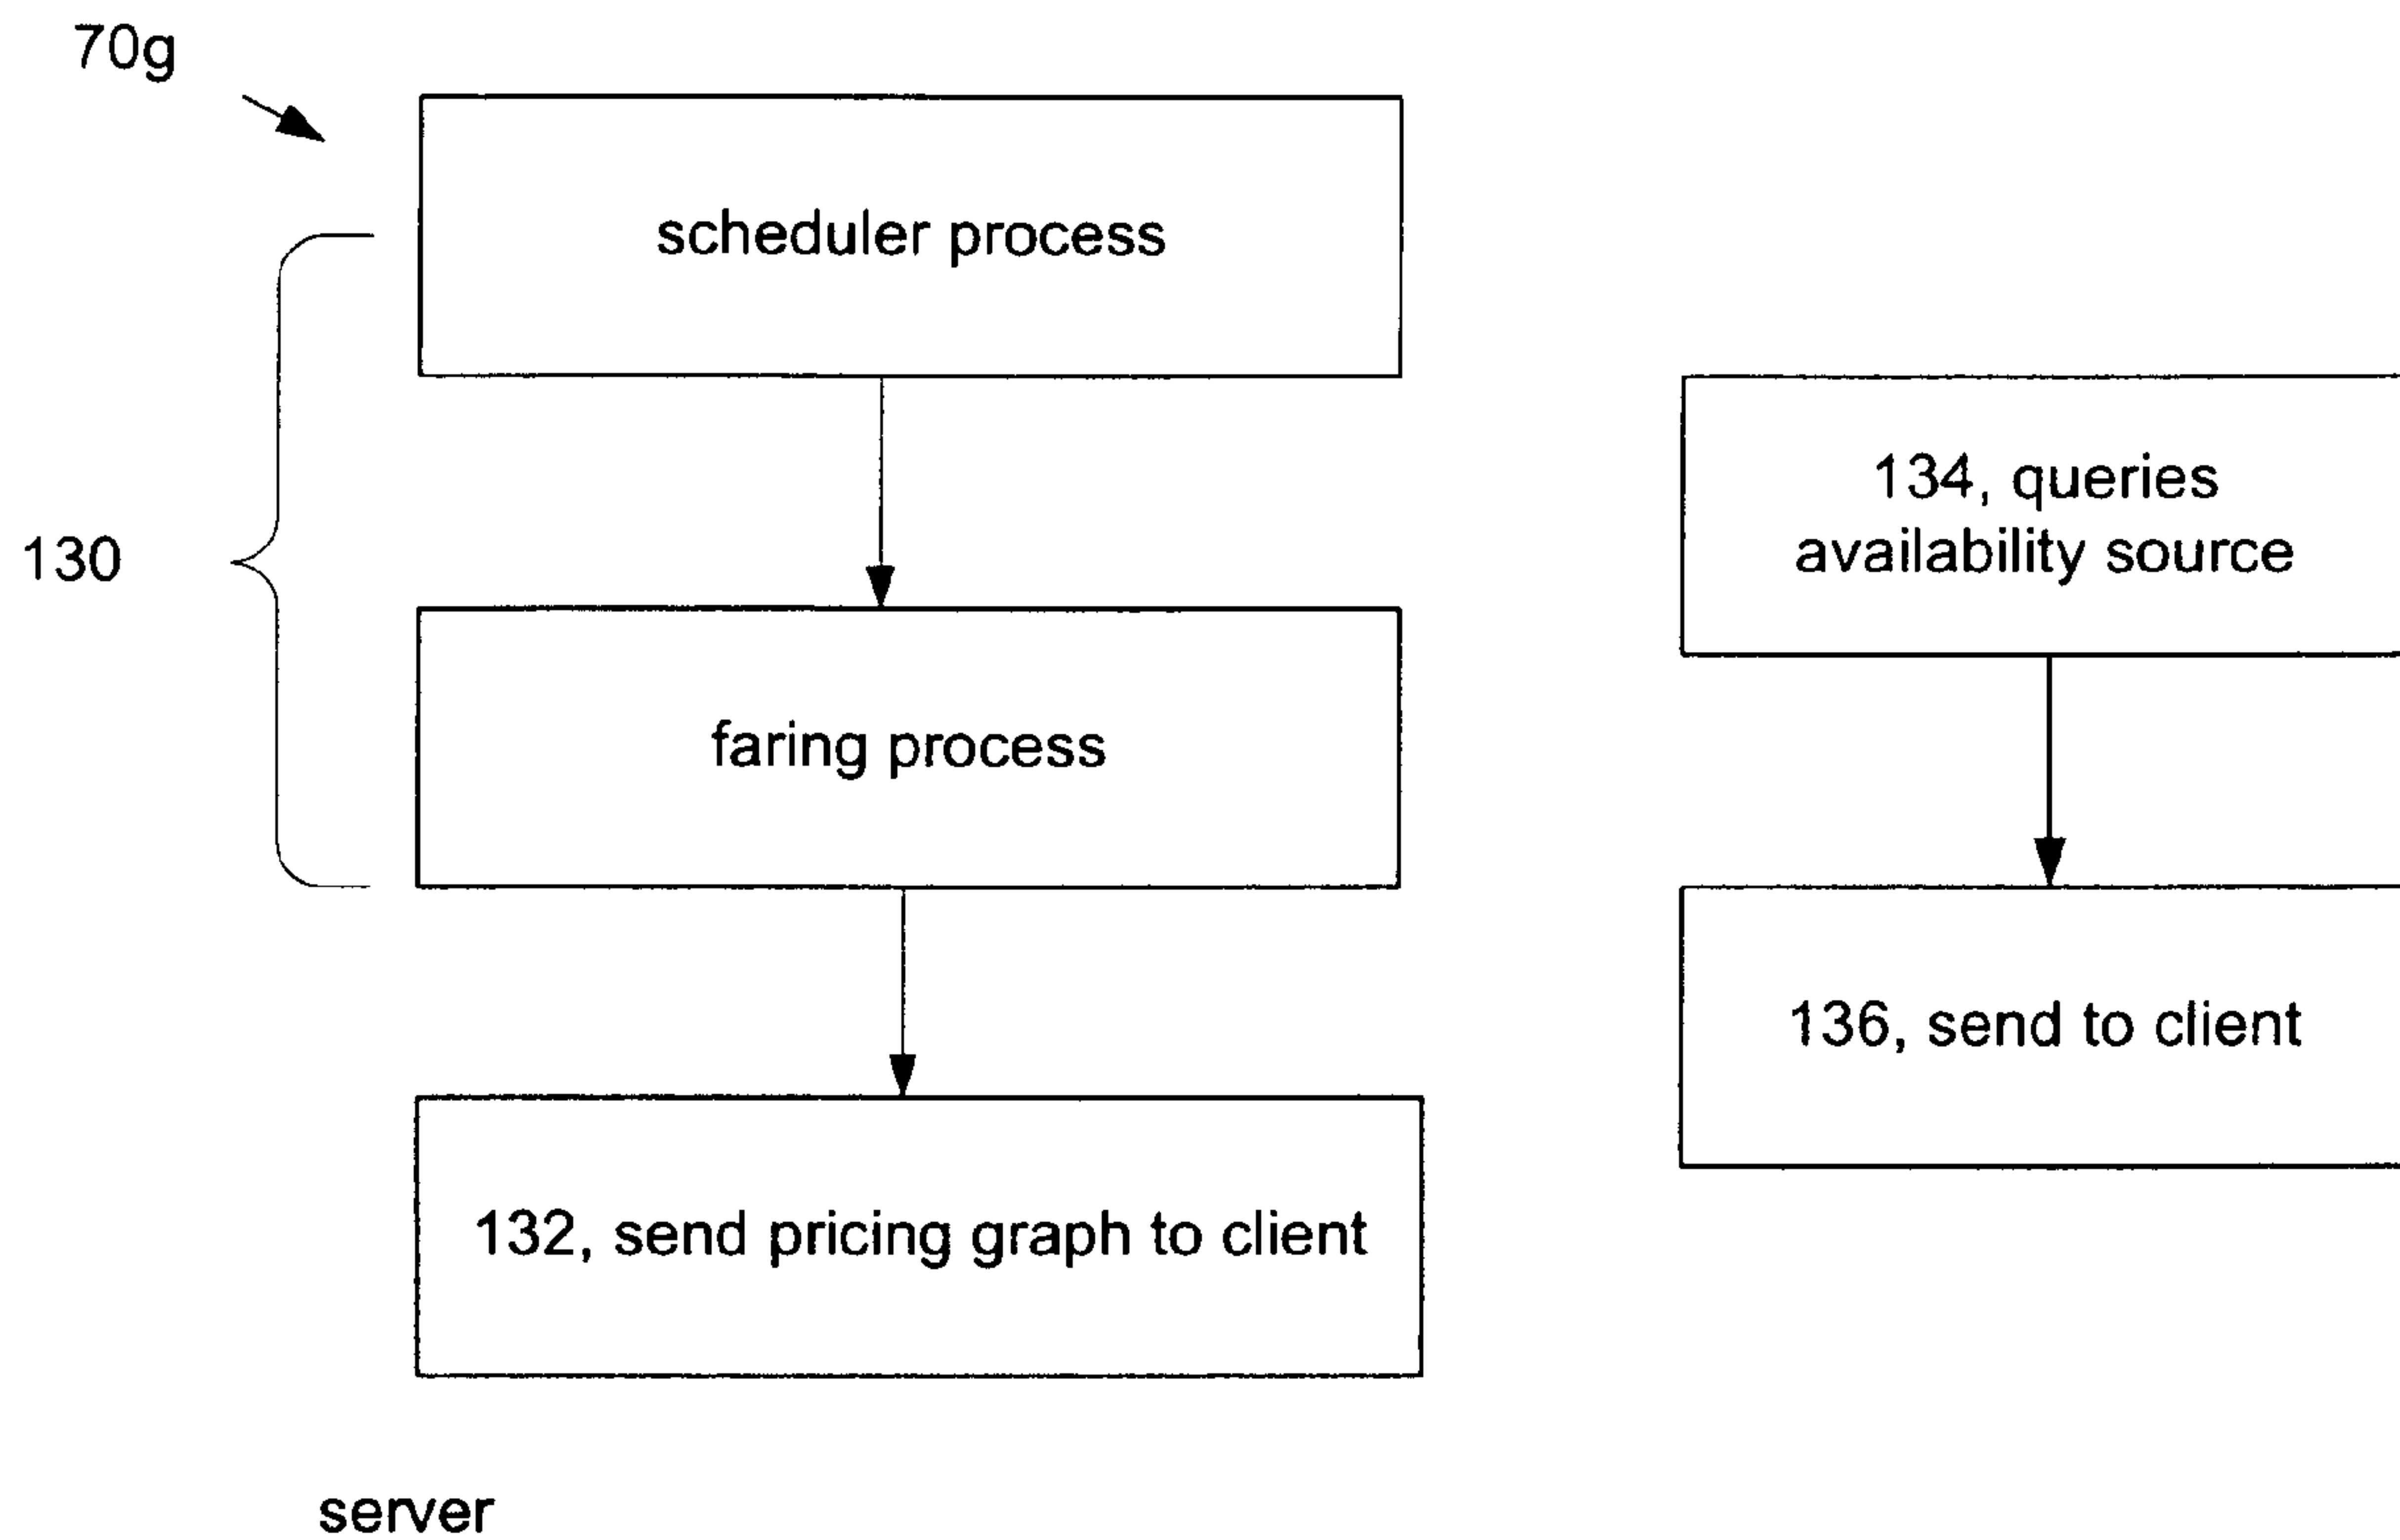 70g
scheduler process
130
faring process
132, send pricing graph to client
server
134, queries
availability source
136, send to client